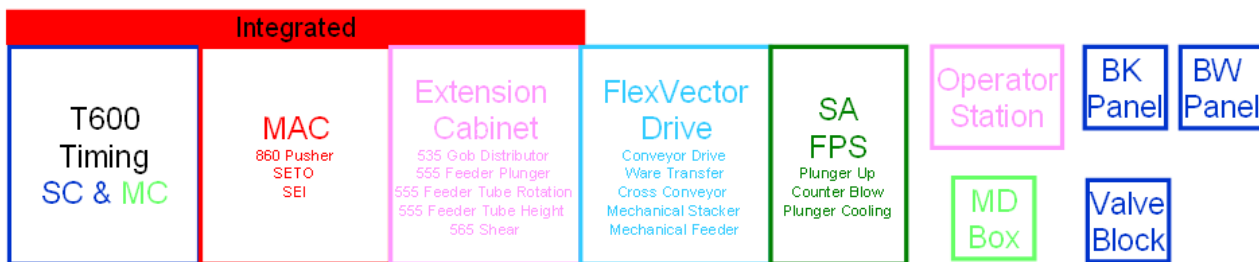 Integrated
T600
Timing
SC & MC
MAC
860 Pusher
SETO
SEI
Extension
Cabinet
535 Gob Distributor
555 Feeder Plunger
555 Feeder Tube Rotation
555 Feeder Tube Height
565 Shear
FlexVector
Drive
Conveyor Drive
Ware Transfer
Cross Conveyor
Mechanical Stacker
Mechanical Feeder
SA
FPS
Plunger Up
Counter Blow
Plunger Cooling
Operator
Station
BK
Panel
BW
Panel
MD
Box
Valve
Block